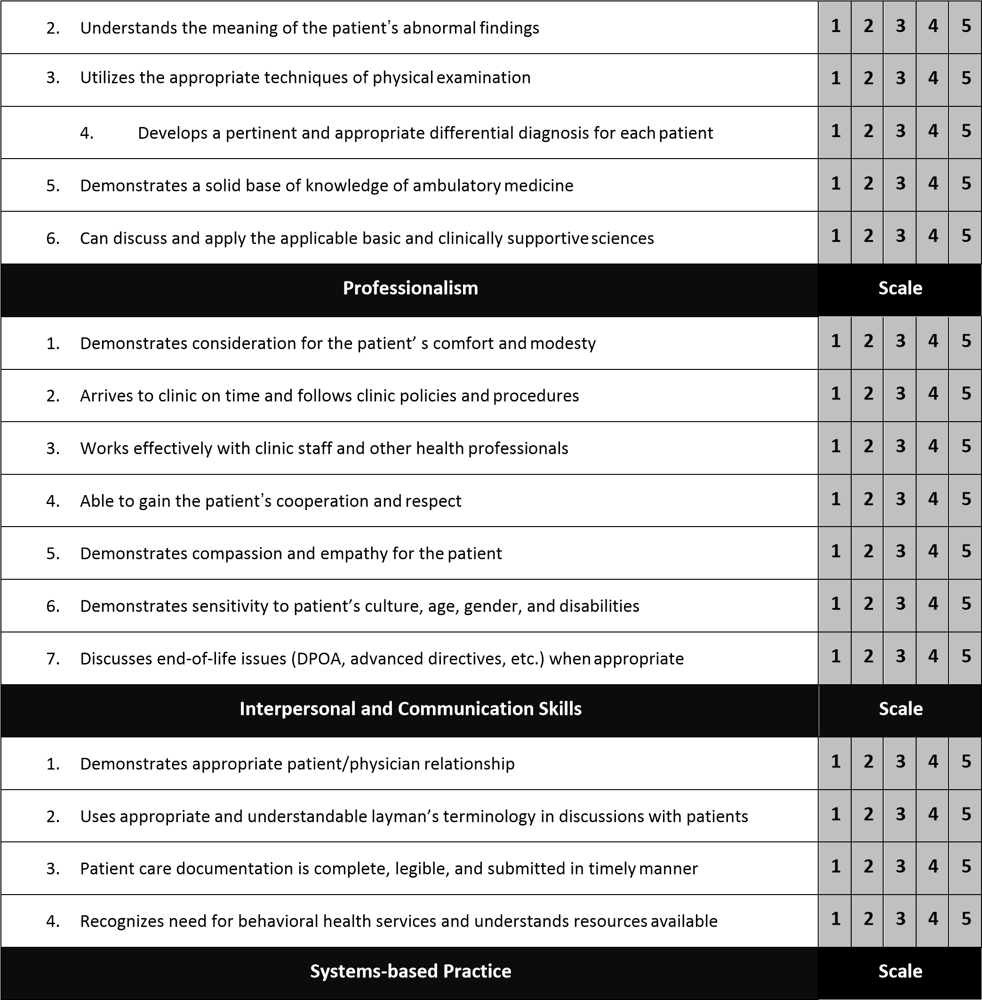 2. Understands the meaning of the patient’s abnormal findings 1 2 3 4 5
3. Utilizes the appropriate techniques of physical examination 1 2 3 4 5
4. Develops a pertinent and appropriate differential diagnosis for each patient 1 2 3 4 5
5. Demonstrates a solid base of knowledge of ambulatory medicine 1 2 3 4 5
6. Can discuss and apply the applicable basic and clinically supportive sciences 1 2 3 4 5
Professionalism Scale
1. Demonstrates consideration for the patient’ s comfort and modesty 1 2 3 4 5
2. Arrives to clinic on time and follows clinic policies and procedures 1 2 3 4 5
3. Works effectively with clinic staff and other health professionals 1 2 3 4 5
4. Able to gain the patient’s cooperation and respect 1 2 3 4 5
5. Demonstrates compassion and empathy for the patient 1 2 3 4 5
6. Demonstrates sensitivity to patient’s culture, age, gender, and disabilities 1 2 3 4 5
7. Discusses end-of-life issues (DPOA, advanced directives, etc.) when appropriate 1 2 3 4 5
Interpersonal and Communication Skills Scale
1. Demonstrates appropriate patient/physician relationship 1 2 3 4 5
2. Uses appropriate and understandable layman’s terminology in discussions with patients 1 2 3 4 5
3. Patient care documentation is complete, legible, and submitted in timely manner 1 2 3 4 5
4. Recognizes need for behavioral health services and understands resources available 1 2 3 4 5
Systems-based Practice Scale